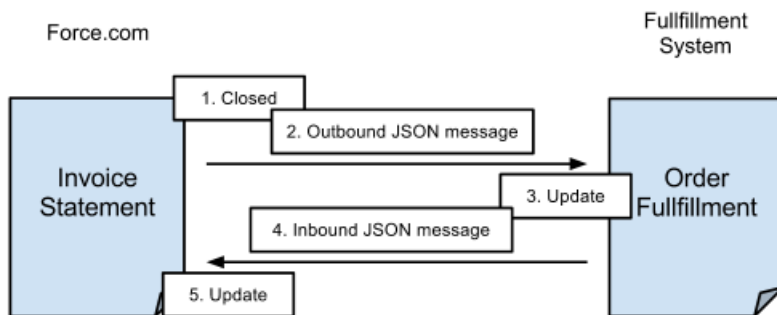 Force.com
Fullfillment
System
1. Closed
2. Outbound JSON message
Invoice
Statement
3. Update
Order
Fullfillment
4. Inbound JSON message
5. Update